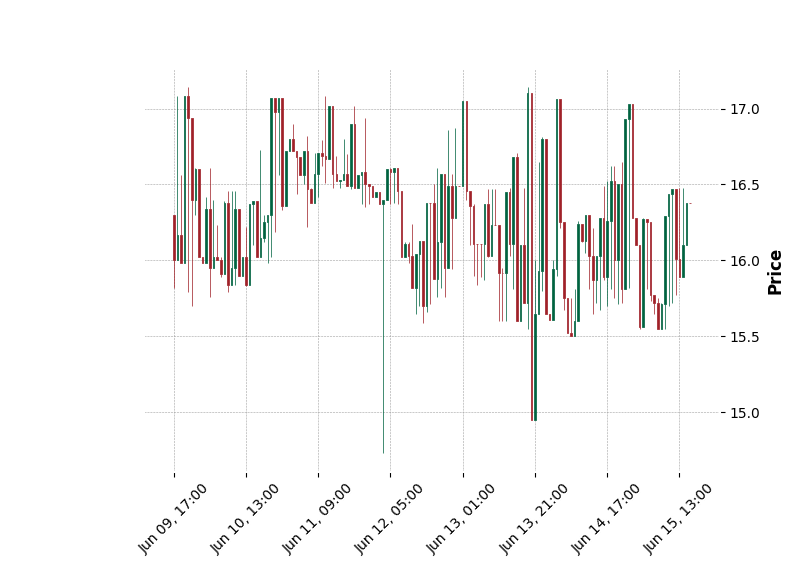 17.0
16.5
16.0
15.5
15.0
Price
Jun 09, 17:00
Jun 10, 13:00
Jun 11, 09:00
Jun 12, 05:00
Jun 13, 01:00
Jun 13, 21:00
Jun 14, 17:00
Jun 15, 13:00